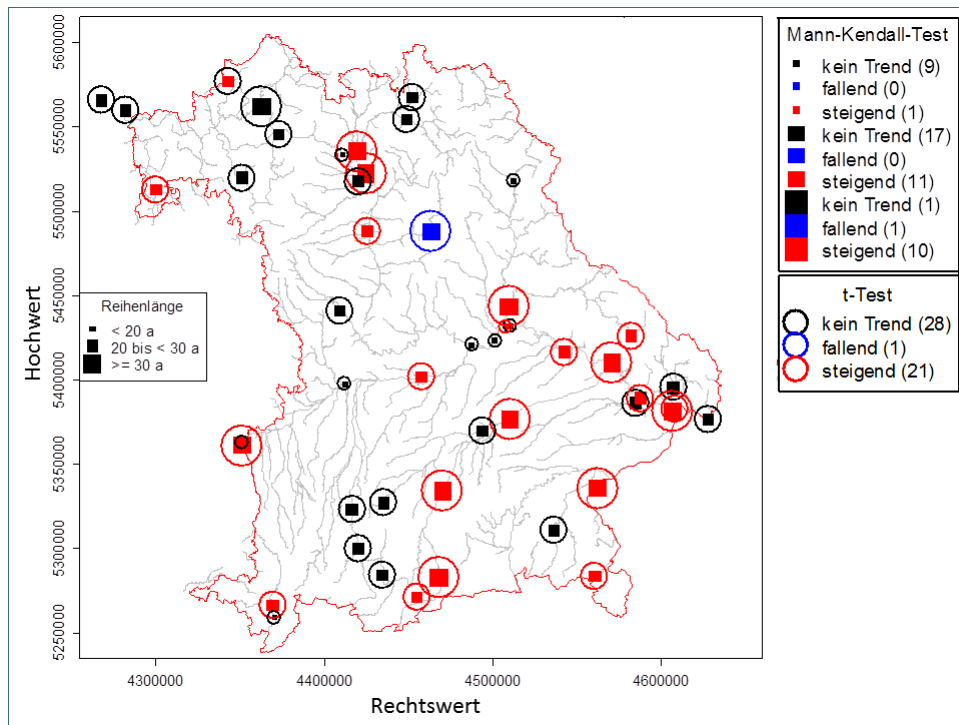 Hochwert
5600000
5550000
5500000
5450000
5400000
5350000
5300000
5250000
Reihenlänge
< 20 a
20 bis < 30 a
>= 30 a
4300000
4400000
4500000
4600000
Rechtswert
Mann-Kendall-Test
kein Trend (9)
fallend (0)
steigend (1)
kein Trend (17)
fallend (0)
steigend (11)
kein Trend (1)
fallend (1)
steigend (10)
t-Test
kein Trend (28)
fallend (1)
steigend (21)